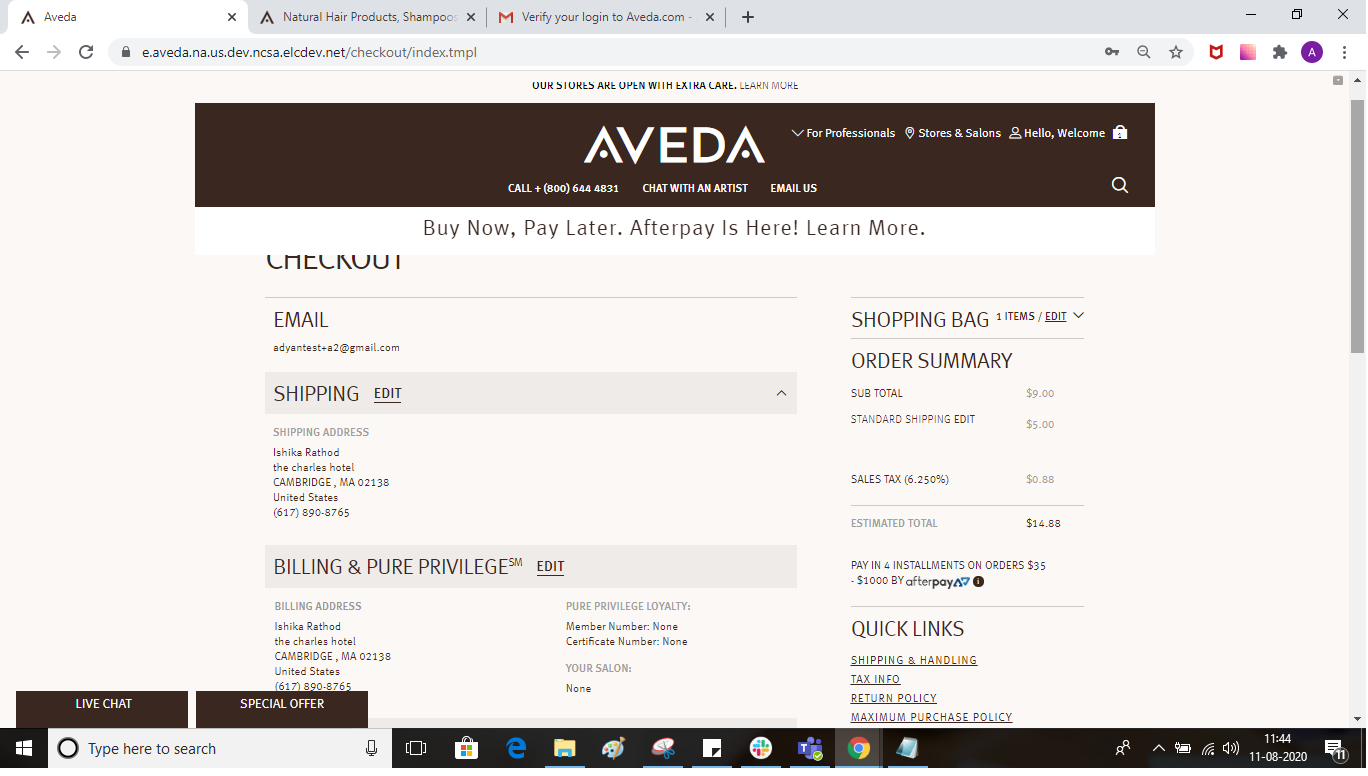 Aveda
Natural Hair Products, Shampoos
Verify your login to Aveda.com -
e.aveda.na.us.dev.ncsa.elcdev.net/checkout/index.tmpl
A
OUR STORES ARE OPEN WITH EXTRA CARE. LEARN MORE
AVEDA
For Professionals
Stores & Salons
Hello, Welcome
1
CALL + (800) 644 4831
CHAT WITH AN ARTIST
EMAIL US
Buy Now, Pay Later. Afterpay Is Here! Learn More.
CHECKOUT
EMAIL
adyantest+a2@gmail.com
SHIPPING EDIT
SHIPPING ADDRESS
Ishika Rathod
the charles hotel
CAMBRIDGE , MA 02138
United States
(617) 890-8765
BILLING & PURE PRIVILEGE℠ EDIT
BILLING ADDRESS
Ishika Rathod
the charles hotel
CAMBRIDGE , MA 02138
United States
(617) 890-8765
PURE PRIVILEGE LOYALTY:
Member Number: None
Certificate Number: None
YOUR SALON:
None
SHOPPING BAG 1 ITEMS / EDIT
ORDER SUMMARY
SUB TOTAL $9.00
STANDARD SHIPPING EDIT $5.00
SALES TAX (6.250%) $0.88
ESTIMATED TOTAL $14.88
PAY IN 4 INSTALLMENTS ON ORDERS $35
- $1000 BY afterpay i
QUICK LINKS
SHIPPING & HANDLING
TAX INFO
RETURN POLICY
MAXIMUM PURCHASE POLICY
LIVE CHAT
SPECIAL OFFER
Type here to search
11:44
11-08-2020
11